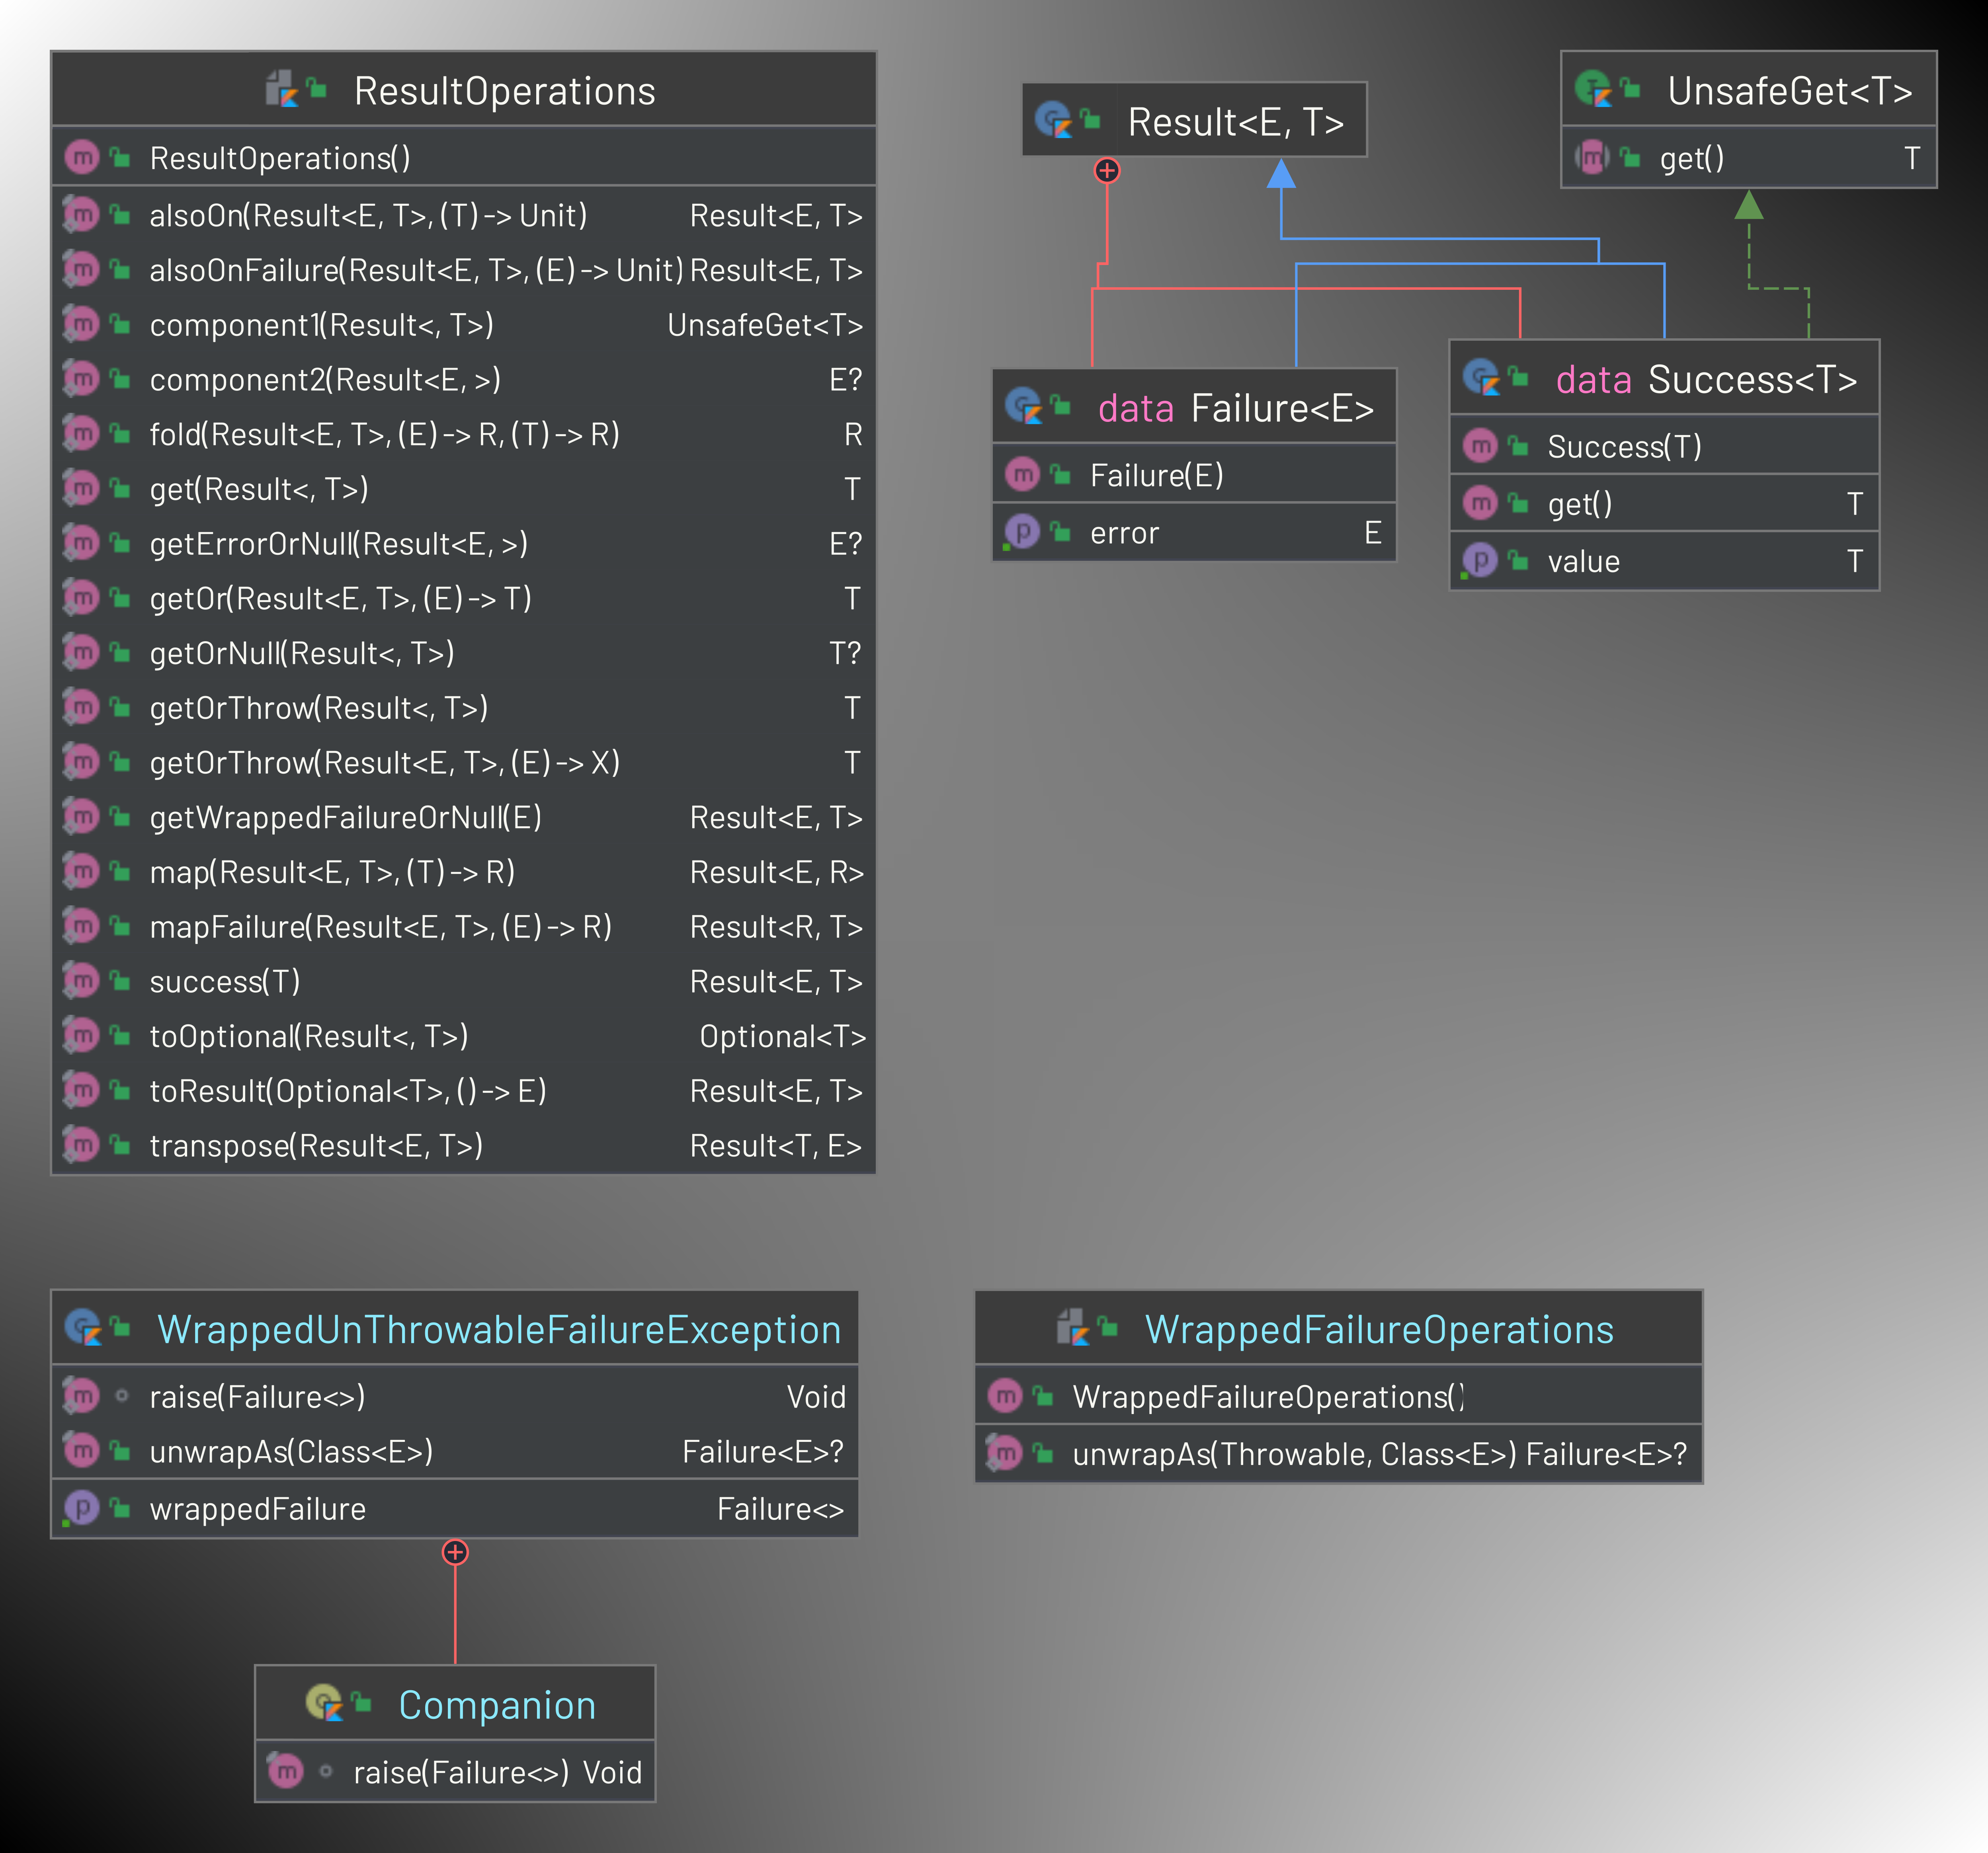 ResultOperations
ResultOperations()
alsoOn(Result<E, T>, (T) -> Unit) Result<E, T>
alsoOnFailure(Result<E, T>, (E) -> Unit) Result<E, T>
component1(Result<, T>) UnsafeGet<T>
component2(Result<E, >) E?
fold(Result<E, T>, (E) -> R, (T) -> R) R
get(Result<, T>) T
getErrorOrNull(Result<E, >) E?
getOr(Result<E, T>, (E) -> T) T
getOrNull(Result<, T>) T?
getOrThrow(Result<, T>) T
getOrThrow(Result<E, T>, (E) -> X) T
getWrappedFailureOrNull(E) Result<E, T>
map(Result<E, T>, (T) -> R) Result<E, R>
mapFailure(Result<E, T>, (E) -> R) Result<R, T>
success(T) Result<E, T>
toOptional(Result<, T>) Optional<T>
toResult(Optional<T>, () -> E) Result<E, T>
transpose(Result<E, T>) Result<T, E>
Result<E, T>
UnsafeGet<T>
get() T
data Failure<E>
Failure(E)
error E
data Success<T>
Success(T)
get() T
value T
WrappedUnThrowableFailureException
raise(Failure<>) Void
unwrapAs(Class<E>) Failure<E>?
wrappedFailure Failure<>
WrappedFailureOperations
WrappedFailureOperations()
unwrapAs(Throwable, Class<E>) Failure<E>?
Companion
raise(Failure<>) Void